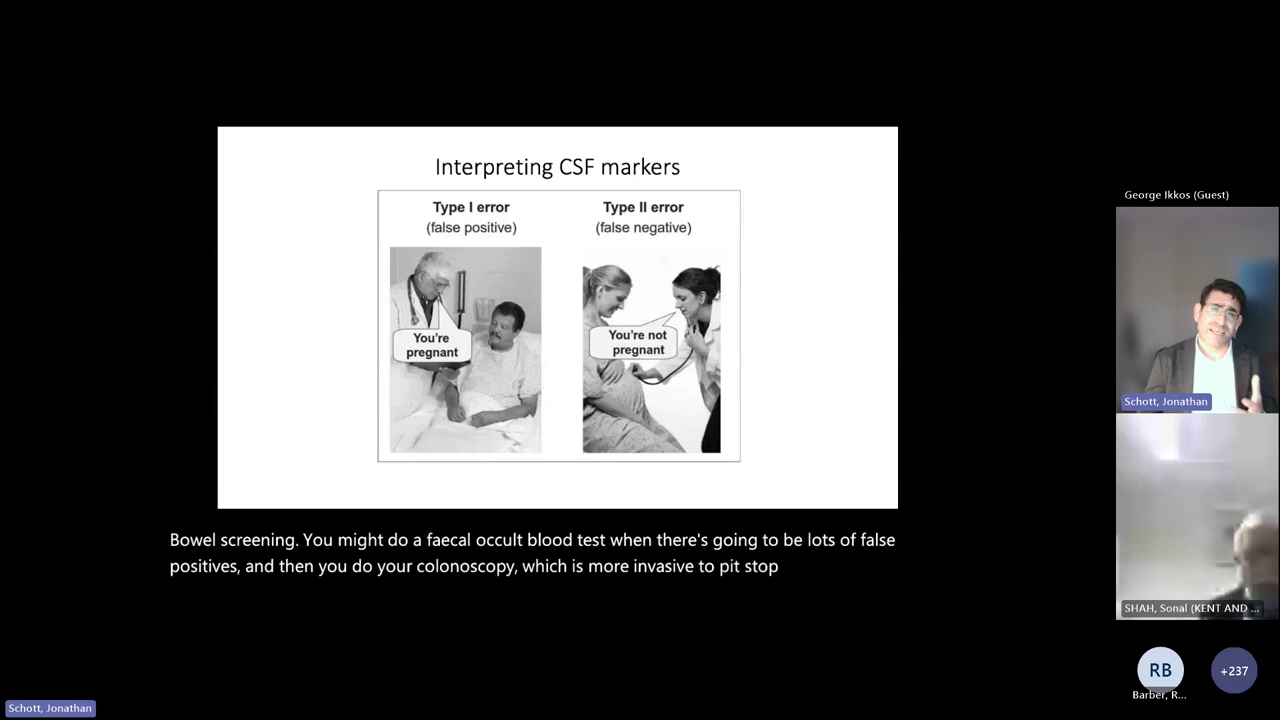 Interpreting CSF markers
Type I error
(false positive)
Type II error
(false negative)
You're
pregnant
You're not
pregnant
Bowel screening. You might do a faecal occult blood test when there's going to be lots of false
positives, and then you do your colonoscopy, which is more invasive to pit stop
George Ikkos (Guest)
Schott, Jonathan
SHAH, Sonal (KENT AND ...
RB
Barber, R...
+237
Schott, Jonathan